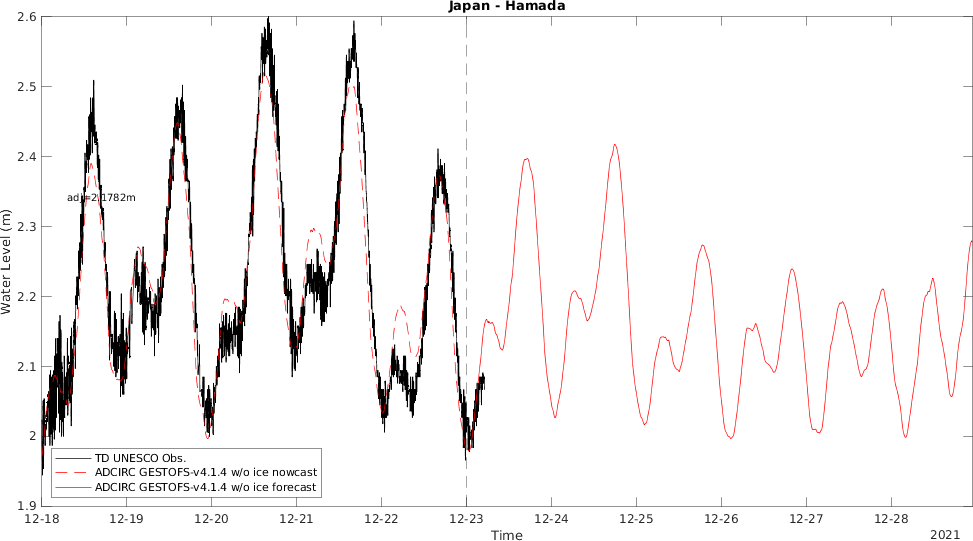 Japan - Hamada
2.6
2.5
2.4
2.3
2.2
2.1
2
1.9
Water Level (m)
adj=2.1782m
TD UNESCO Obs.
ADCIRC GESTOFS-v4.1.4 w/o ice nowcast
ADCIRC GESTOFS-v4.1.4 w/o ice forecast
12-18 12-19 12-20 12-21 12-22 12-23 12-24 12-25 12-26 12-27 12-28
Time
2021